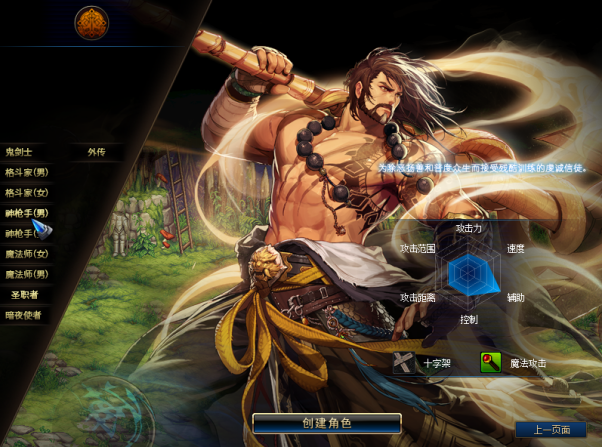 鬼剑士 外传
格斗家(男)
格斗家(女)
神枪手(男)
神枪手(
魔法师(女)
魔法师(男)
圣职者
暗夜使者
为除恶扬善和普度众生而接受残酷训练的虔诚信徒。
攻击力
攻击范围 速度
攻击距离 辅助
控制
十字架 魔法攻击
创建角色
上一页面